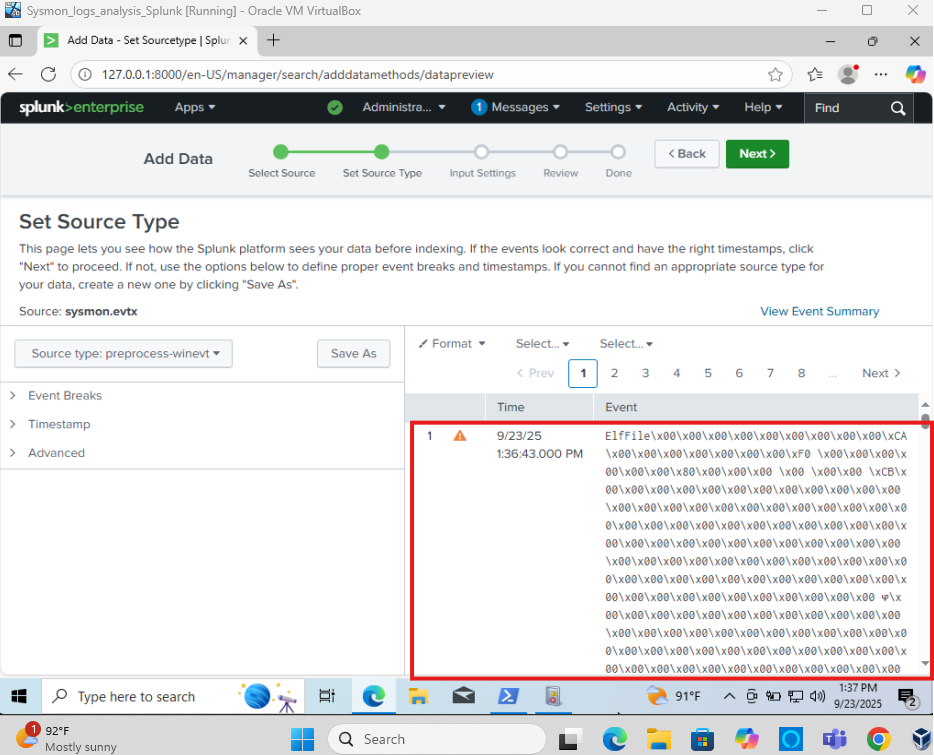 Sysmon_logs_analysis_Splunk [Running] - Oracle VM VirtualBox
Add Data - Set Sourcetype | Splun
127.0.0.1:8000/en-US/manager/search/adddatamethods/datapreview
splunk>enterprise Apps Administra... 1 Messages Settings Activity Help Find
Add Data
Select Source Set Source Type Input Settings Review Done
< Back Next >
Set Source Type
This page lets you see how the Splunk platform sees your data before indexing. If the events look correct and have the right timestamps, click
"Next" to proceed. If not, use the options below to define proper event breaks and timestamps. If you cannot find an appropriate source type for
your data, create a new one by clicking "Save As".
Source: sysmon.evtx
View Event Summary
Source type: preprocess-winevt
Save As
Event Breaks
Timestamp
Advanced
Format Select... Select...
< Prev 1 2 3 4 5 6 7 8 ... Next >
Time Event
1 9/23/25
1:36:43.000 PM
ElfFile\x00\x00\x00\x00\x00\x00\x00\x00\x00\xCA
\x00\x00\x00\x00\x00\x00\x00\xF0 \x00\x00\x00\x
00\x00\x00\x80\x00\x00\x00 \x00 \x00\x00 \xCB\x
00\x00\x00\x00\x00\x00\x00\x00\x00\x00\x00\x00
\x00\x00\x00\x00\x00\x00\x00\x00\x00\x00\x00\x0
0\x00\x00\x00\x00\x00\x00\x00\x00\x00\x00\x00\x
00\x00\x00\x00\x00\x00\x00\x00\x00\x00\x00\x00
\x00\x00\x00\x00\x00\x00\x00\x00\x00\x00\x00\x0
0\x00\x00\x00\x00\x00\x00\x00\x00\x00\x00\x00\x
00\x00\x00\x00\x00\x00\x00\x00\x00\x00\x00 φ\x
00\x00\x00\x00\x00\x00\x00\x00\x00\x00\x00\x00
\x00\x00\x00\x00\x00\x00\x00\x00\x00\x00\x00\x0
0\x00\x00\x00\x00\x00\x00\x00\x00\x00\x00\x00\x
00\x00\x00\x00\x00\x00\x00\x00\x00\x00\x00\x00
Type here to search
91°F
1:37 PM
9/23/2025
2
1
92°F
Mostly sunny
Search